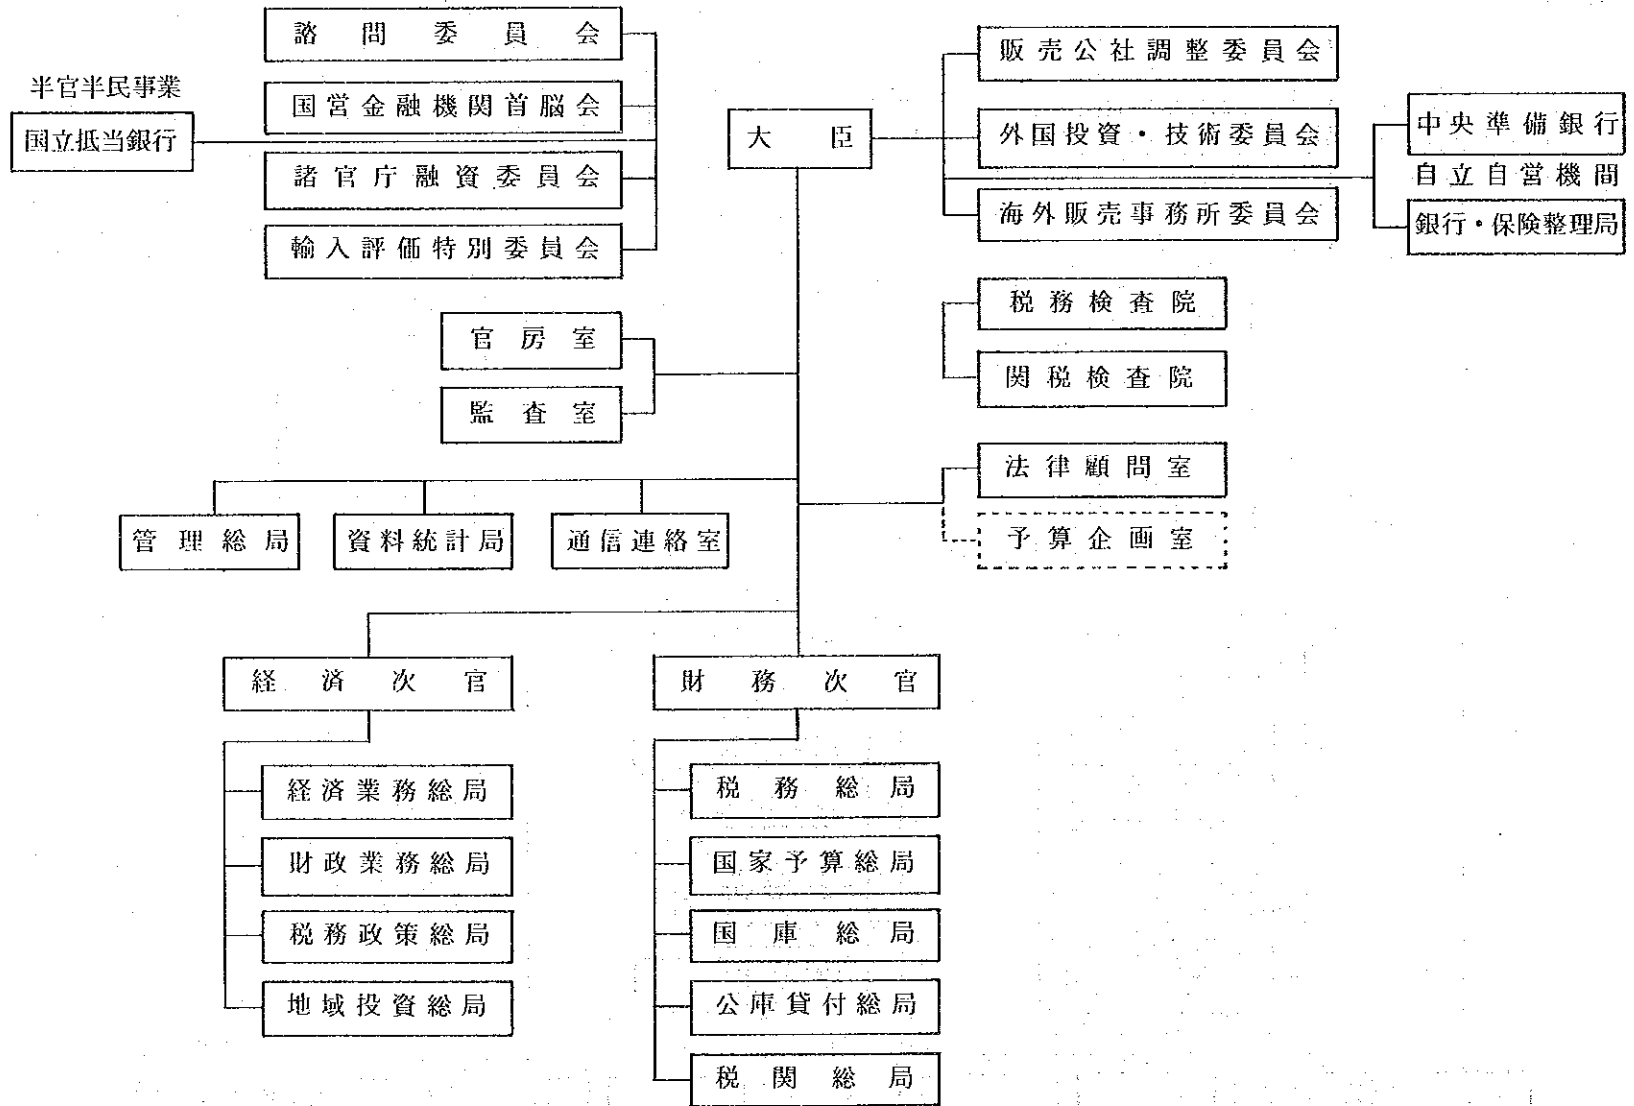 諮問委員会
半官半民事業
国立抵当銀行
国営金融機関首脳会
諸官庁融資委員会
輸入評価特別委員会
大臣
販売公社調整委員会
外国投資・技術委員会
海外販売事務所委員会
中央準備銀行
自立自営機関
銀行・保険整理局
官房室
監査室
税務検査院
関税検査院
法律顧問室
予算企画室
管理総局
資料統計局
通信連絡室
経済次官
財務次官
経済業務総局
財政業務総局
税務政策総局
地域投資総局
税務総局
国家予算総局
国庫総局
公庫貸付総局
税関総局